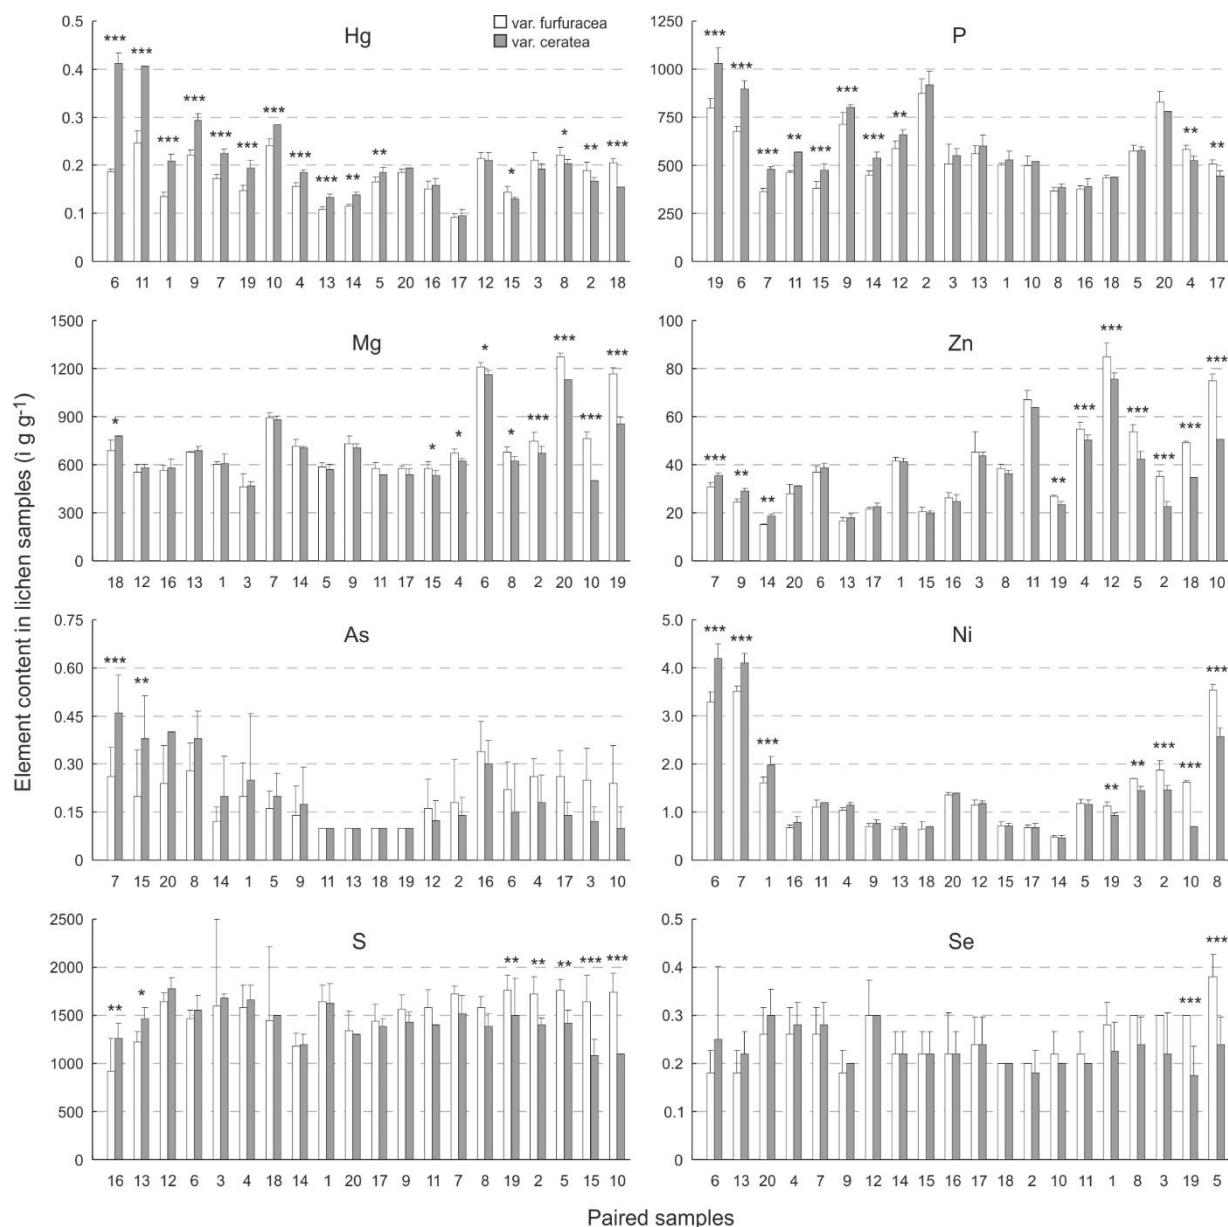 Element content in lichen samples (i g g⁻¹)
var. furfuracea
var. ceratea
Hg
0.5
0.4
0.3
0.2
0.1
0
*** *** *** *** *** *** *** *** *** ** ** * * ** ***
6 11 1 9 7 19 10 4 13 14 5 20 16 17 12 15 3 8 2 18
P
1250
1000
750
500
250
0
*** *** *** ** *** *** *** ** ** **
19 6 7 11 15 9 14 12 2 3 13 1 10 8 16 18 5 20 4 17
Mg
1500
1200
900
600
300
0
* * * * * *** *** *** ***
18 12 16 13 1 3 7 14 5 9 11 17 15 4 6 8 2 20 10 19
Zn
100
80
60
40
20
0
*** ** ** ** *** *** *** *** *** ***
7 9 14 20 6 13 17 1 15 16 3 8 11 19 4 12 5 2 18 10
As
0.75
0.60
0.45
0.30
0.15
0
*** **
7 15 20 8 14 1 5 9 11 13 18 19 12 2 16 6 4 17 3 10
Ni
5.0
4.0
3.0
2.0
1.0
0
*** *** *** ** ** *** *** ***
6 7 1 16 11 4 9 13 18 20 12 15 17 14 5 19 3 2 10 8
S
2500
2000
1500
1000
500
0
** * ** ** ** *** ***
16 13 12 6 3 4 18 14 1 20 17 9 11 7 8 19 2 5 15 10
Se
0.5
0.4
0.3
0.2
0.1
0
*** ***
6 13 20 4 7 9 12 14 15 16 17 18 2 10 11 1 8 3 19 5
Paired samples